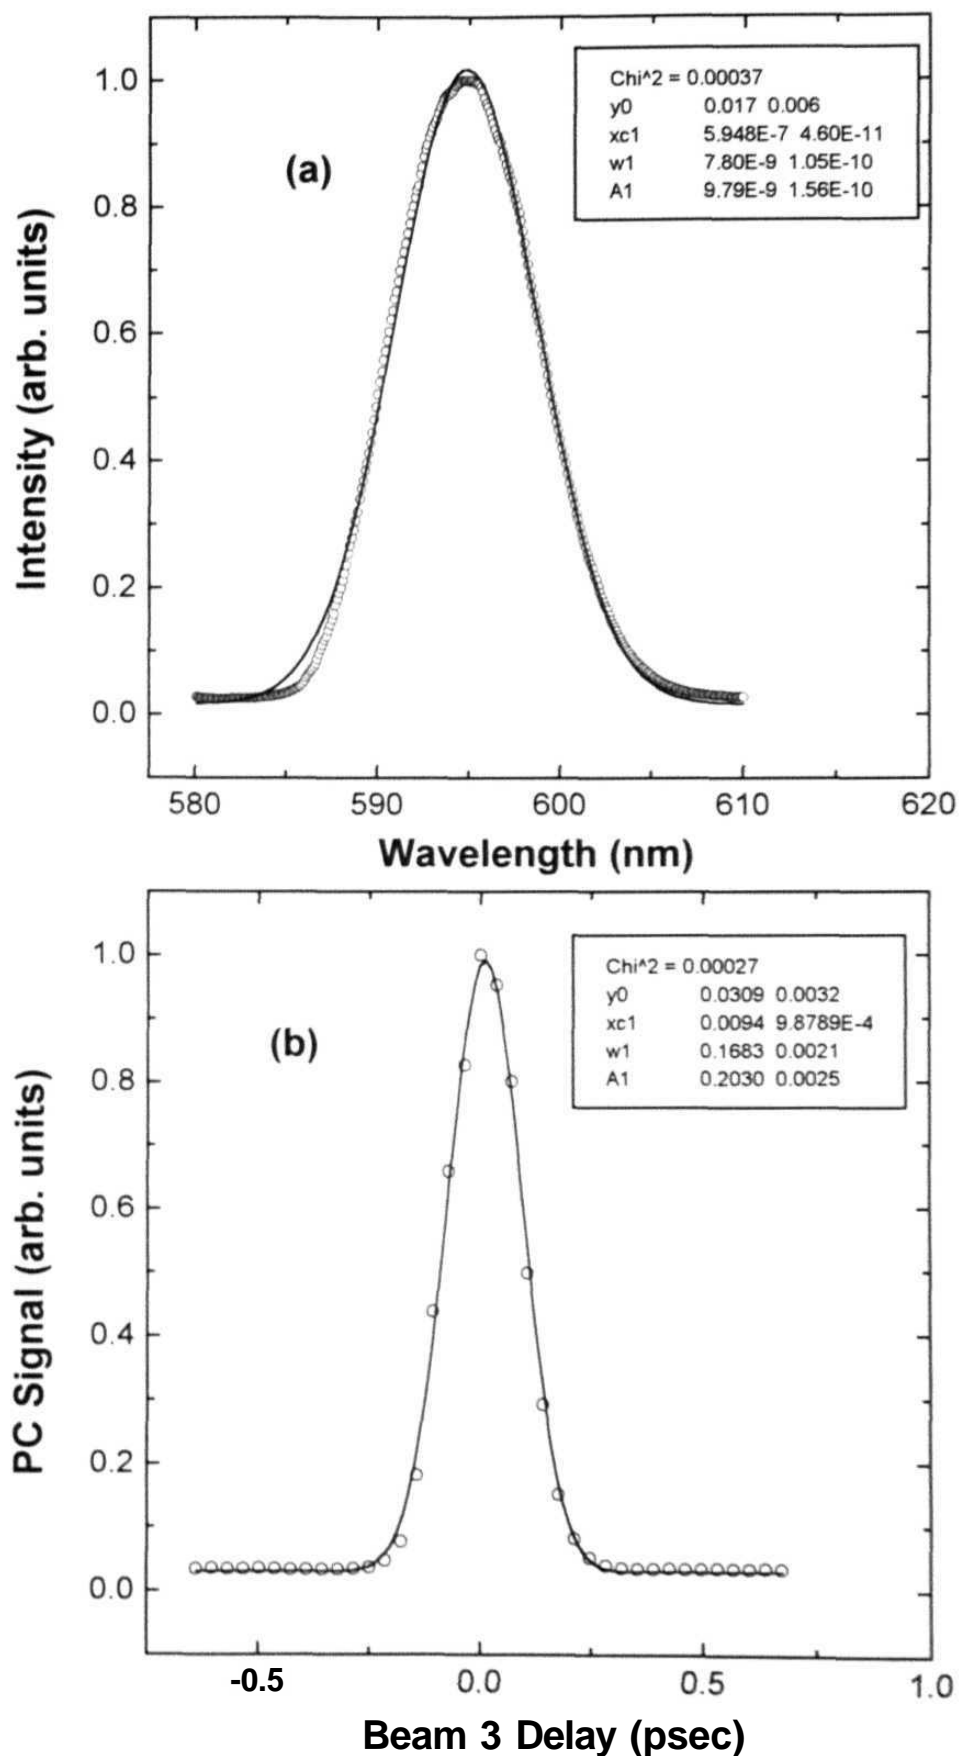 1.0
0.8
0.6
0.4
0.2
0.0
Intensity (arb. units)
(a)
Chi^2 = 0.00037
y0 0.017 0.006
xc1 5.948E-7 4.60E-11
w1 7.80E-9 1.05E-10
A1 9.79E-9 1.56E-10
580 590 600 610 620
Wavelength (nm)
1.0
0.8
0.6
0.4
0.2
0.0
PC Signal (arb. units)
(b)
Chi^2 = 0.00027
y0 0.0309 0.0032
xc1 0.0094 9.8789E-4
w1 0.1683 0.0021
A1 0.2030 0.0025
-0.5 0.0 0.5 1.0
Beam 3 Delay (psec)